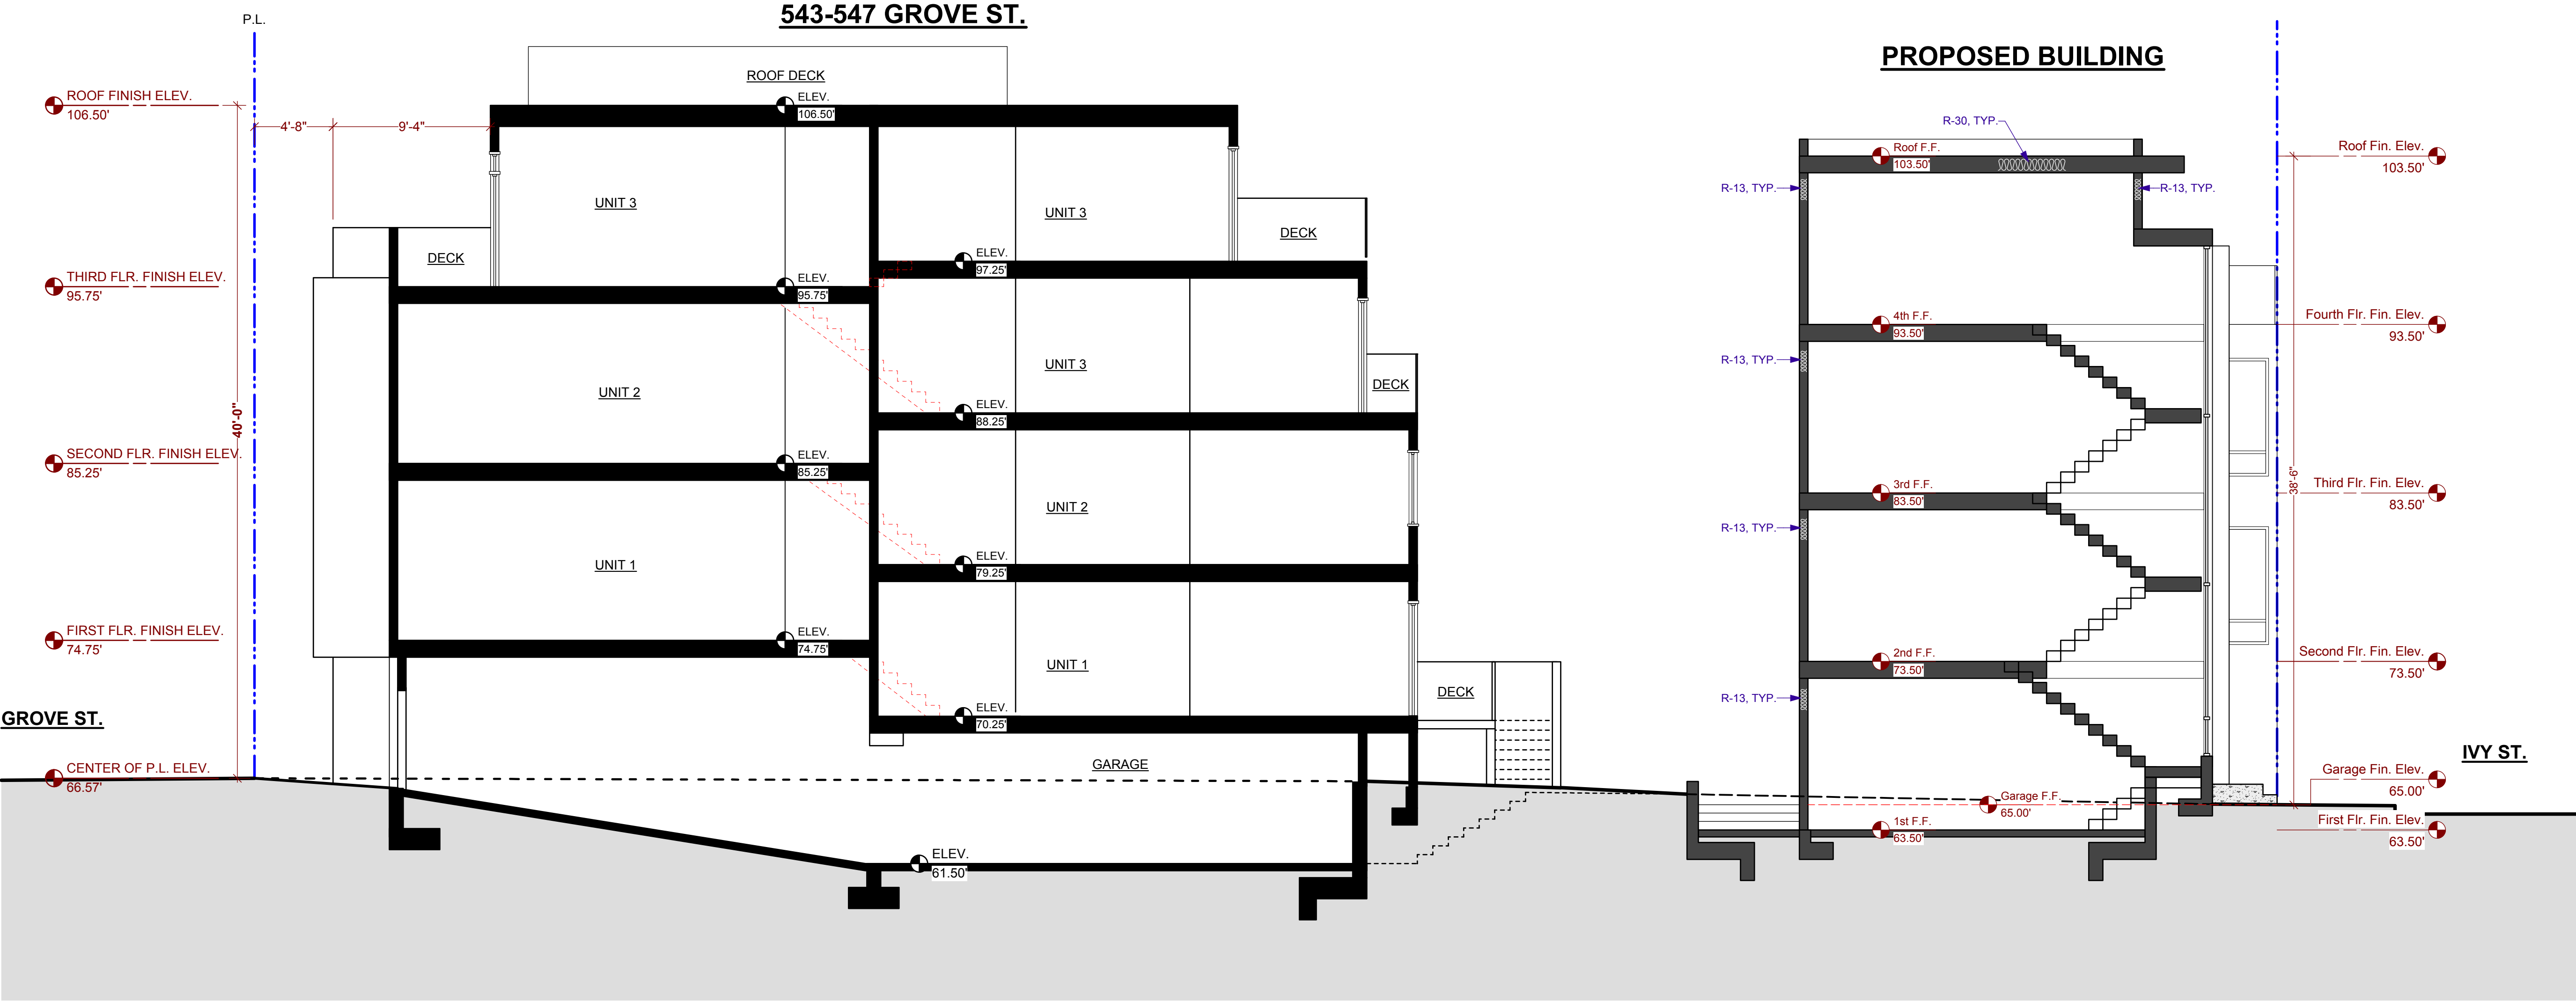 543-547 GROVE ST.
P.L.
ROOF DECK
ROOF FINISH ELEV.
106.50'
4'-8"
9'-4"
ELEV.
106.50'
UNIT 3
UNIT 3
DECK
DECK
THIRD FLR. FINISH ELEV.
95.75'
ELEV.
95.75'
ELEV.
97.25'
UNIT 2
UNIT 3
DECK
40'-0"
ELEV.
88.25'
SECOND FLR. FINISH ELEV.
85.25'
ELEV.
85.25'
UNIT 2
UNIT 1
ELEV.
79.25'
FIRST FLR. FINISH ELEV.
74.75'
ELEV.
74.75'
UNIT 1
DECK
ELEV.
70.25'
GROVE ST.
CENTER OF P.L. ELEV.
66.57'
GARAGE
ELEV.
61.50'
PROPOSED BUILDING
R-30, TYP.
Roof F.F.
103.50'
Roof Fin. Elev.
103.50'
R-13, TYP.
R-13, TYP.
4th F.F.
93.50'
Fourth Flr. Fin. Elev.
93.50'
R-13, TYP.
38'-6"
3rd F.F.
83.50'
Third Flr. Fin. Elev.
83.50'
R-13, TYP.
2nd F.F.
73.50'
Second Flr. Fin. Elev.
73.50'
R-13, TYP.
IVY ST.
Garage Fin. Elev.
65.00'
Garage F.F.
65.00'
1st F.F.
63.50'
First Flr. Fin. Elev.
63.50'